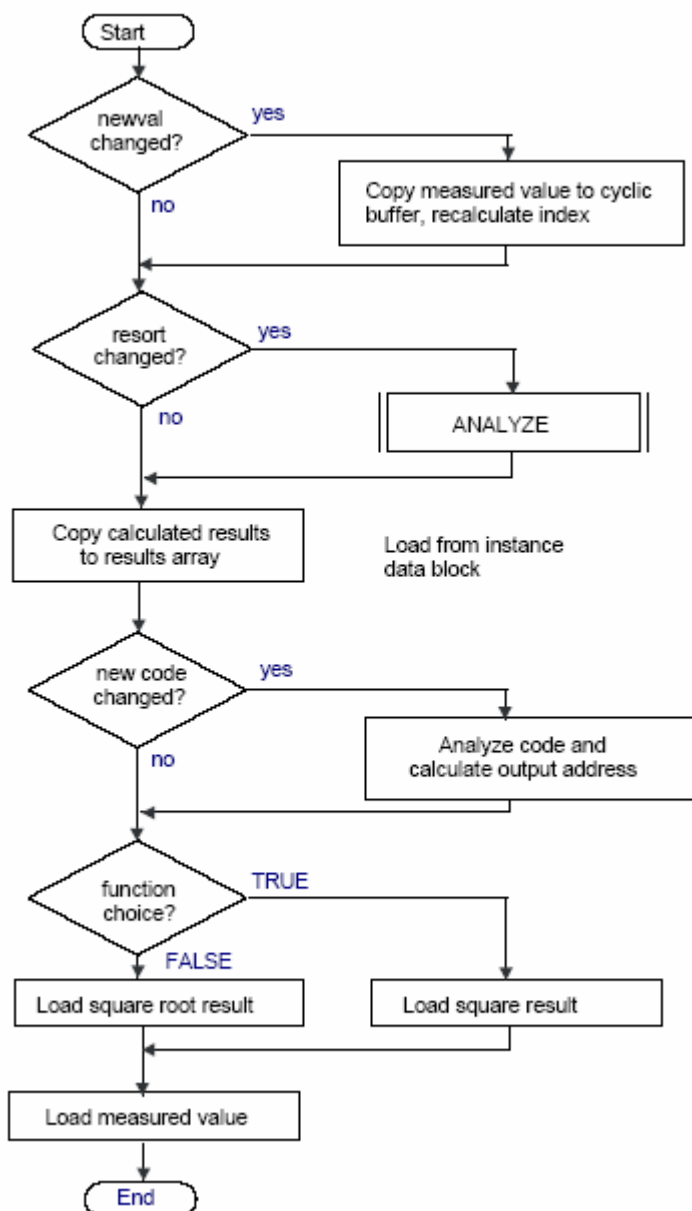 Start
newval
changed?
yes
no
Copy measured value to cyclic
buffer, recalculate index
resort
changed?
yes
no
ANALYZE
Copy calculated results
to results array
Load from instance
data block
new code
changed?
yes
no
Analyze code and
calculate output address
function
choice?
TRUE
FALSE
Load square root result
Load square result
Load measured value
End